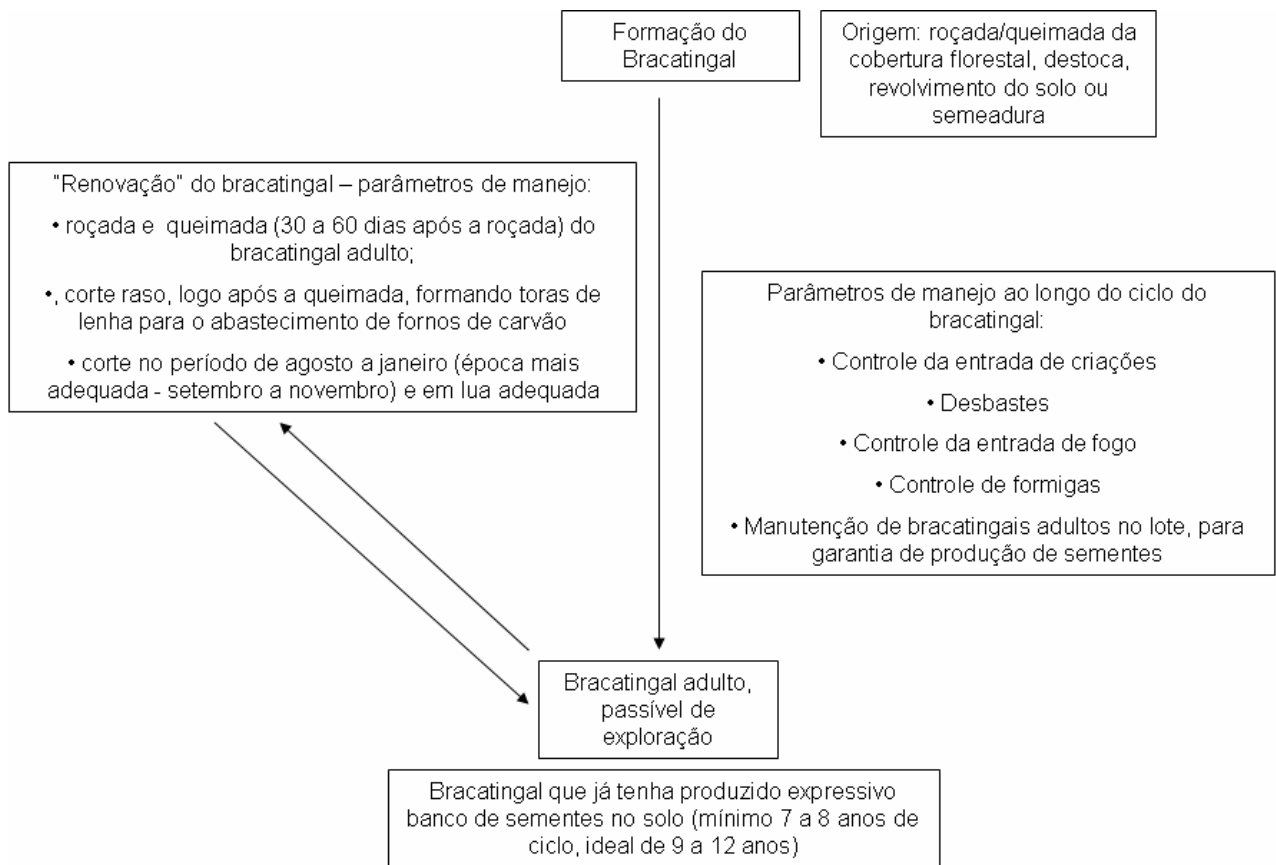 Formação do
Bracatingal
Origem: roçada/queimada da
cobertura florestal, destoca,
revolvimento do solo ou
semeadura
"Renovação" do bracatingal – parâmetros de manejo:
• roçada e queimada (30 a 60 dias após a roçada) do
bracatingal adulto;
•, corte raso, logo após a queimada, formando toras de
lenha para o abastecimento de fornos de carvão
• corte no período de agosto a janeiro (época mais
adequada - setembro a novembro) e em lua adequada
Parâmetros de manejo ao longo do ciclo do
bracatingal:
• Controle da entrada de criações
• Desbastes
• Controle da entrada de fogo
• Controle de formigas
• Manutenção de bracatingais adultos no lote, para
garantia de produção de sementes
Bracatingal adulto,
passível de
exploração
Bracatingal que já tenha produzido expressivo
banco de sementes no solo (mínimo 7 a 8 anos de
ciclo, ideal de 9 a 12 anos)